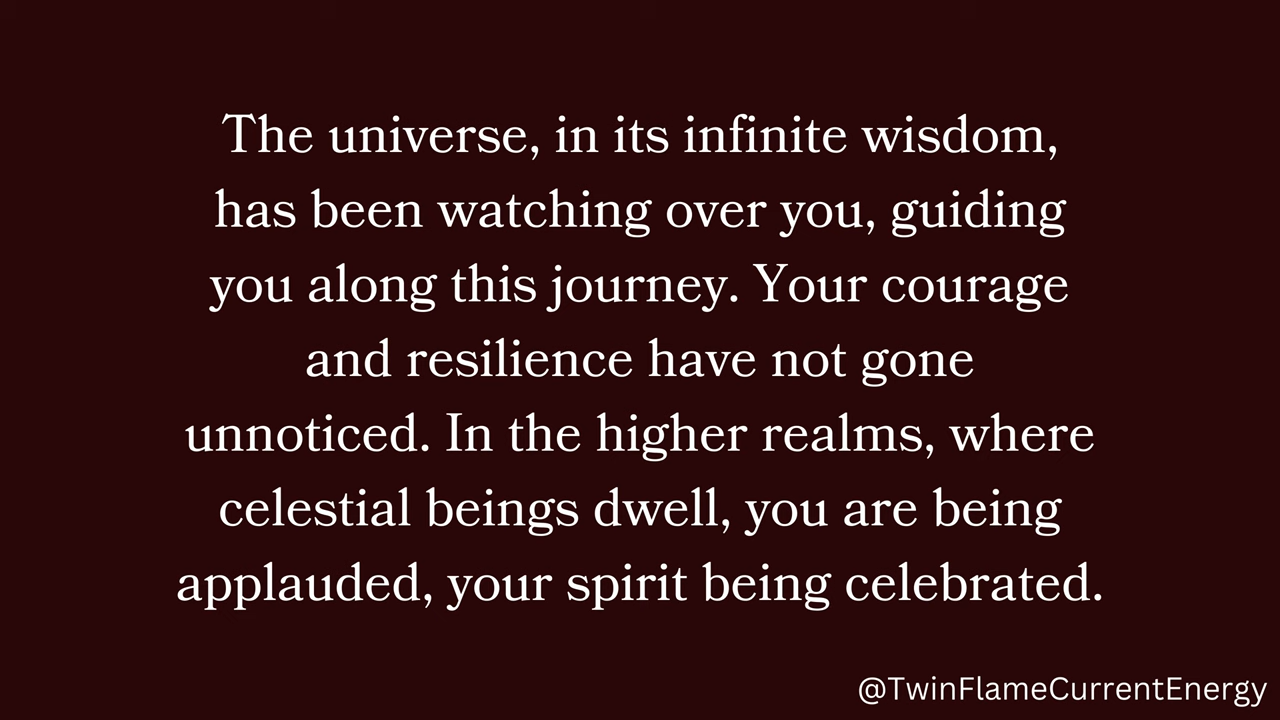 The universe, in its infinite wisdom,
has been watching over you, guiding
you along this journey. Your courage
and resilience have not gone
unnoticed. In the higher realms, where
celestial beings dwell, you are being
applauded, your spirit being celebrated.
@TwinFlameCurrentEnergy